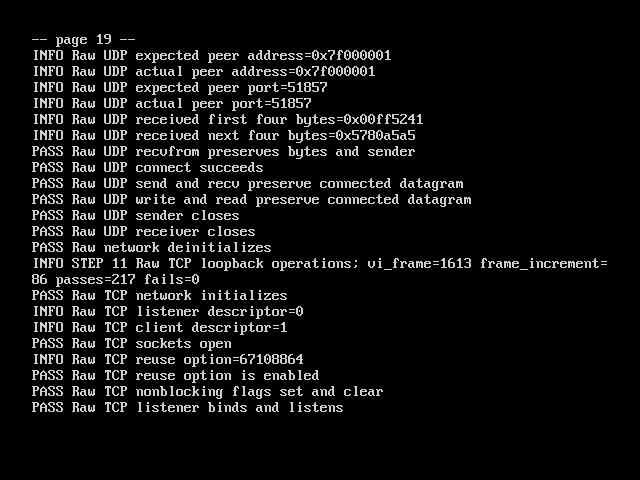 -- page 19 --
INFO Raw UDP expected peer address=0x7f000001
INFO Raw UDP actual peer address=0x7f000001
INFO Raw UDP expected peer port=51857
INFO Raw UDP actual peer port=51857
INFO Raw UDP received first four bytes=0x00ff5241
INFO Raw UDP received next four bytes=0x5780a5a5
PASS Raw UDP recvfrom preserves bytes and sender
PASS Raw UDP connect succeeds
PASS Raw UDP send and recv preserve connected datagram
PASS Raw UDP write and read preserve connected datagram
PASS Raw UDP sender closes
PASS Raw UDP receiver closes
PASS Raw network deinitializes
INFO STEP 11 Raw TCP loopback operations; vi_frame=1613 frame_increment=
86 passes=217 fails=0
PASS Raw TCP network initializes
INFO Raw TCP listener descriptor=0
INFO Raw TCP client descriptor=1
PASS Raw TCP sockets open
INFO Raw TCP reuse option=67108864
PASS Raw TCP reuse option is enabled
PASS Raw TCP nonblocking flags set and clear
PASS Raw TCP listener binds and listens